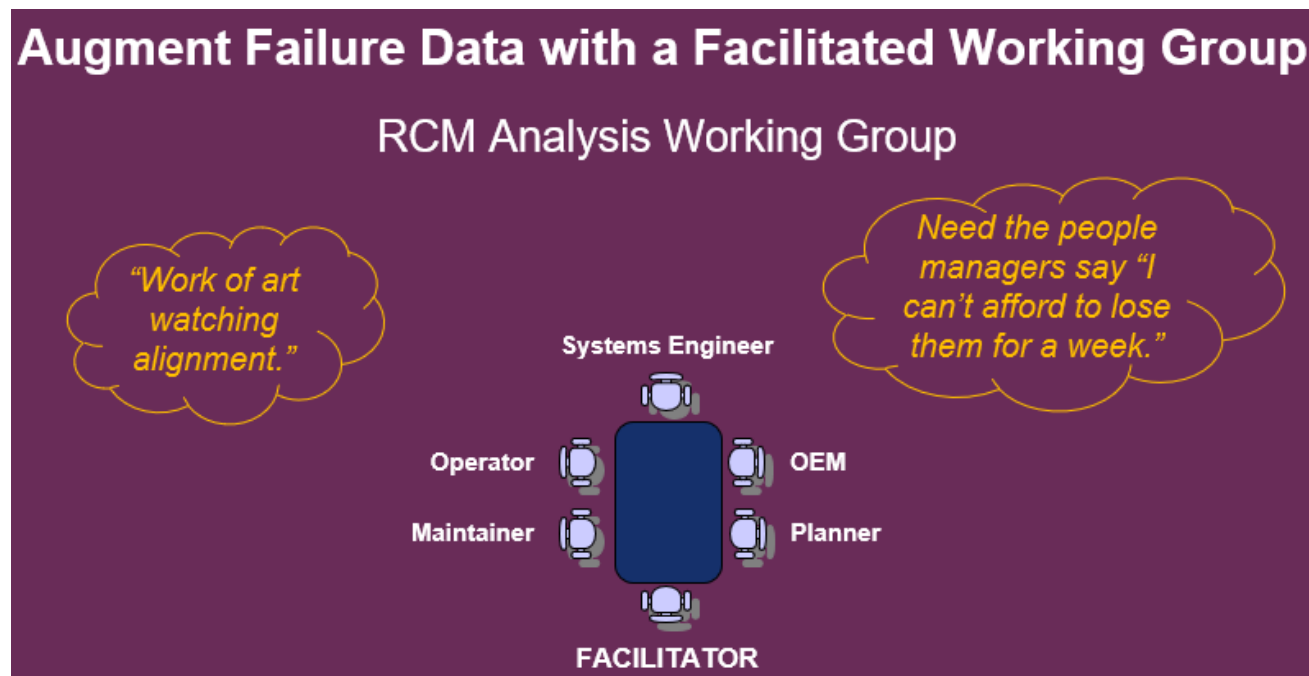 Augment Failure Data with a Facilitated Working Group
RCM Analysis Working Group
“Work of art
watching
alignment.”
Need the people
managers say “I
can’t afford to lose
them for a week.”
Systems Engineer
Operator
OEM
Maintainer
Planner
FACILITATOR